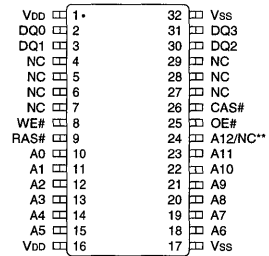 VDD 1• 32 VSS
DQ0 2 31 DQ3
DQ1 3 30 DQ2
NC 4 29 NC
NC 5 28 NC
NC 6 27 NC
NC 7 26 CAS#
WE# 8 25 OE#
RAS# 9 24 A12/NC**
A0 10 23 A11
A1 11 22 A10
A2 12 21 A9
A3 13 20 A8
A4 14 19 A7
A5 15 18 A6
VDD 16 17 VSS